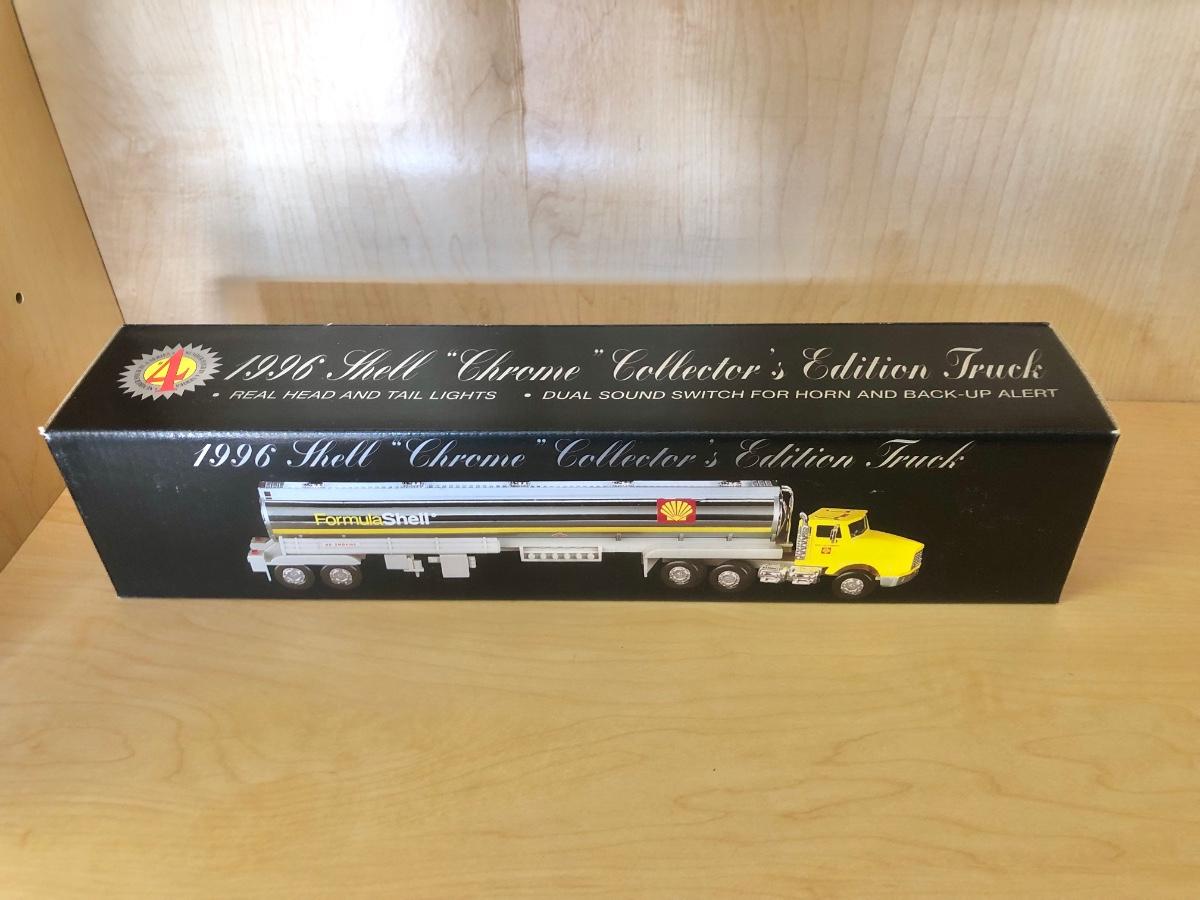 4
1996 Shell "Chrome" Collector's Edition Truck
• REAL HEAD AND TAIL LIGHTS • DUAL SOUND SWITCH FOR HORN AND BACK-UP ALERT
1996 Shell "Chrome" Collector's Edition Truck
FormulaShell®